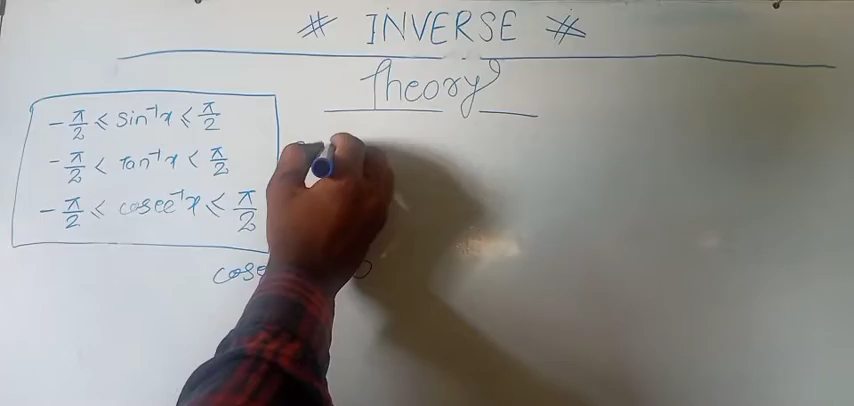 # INVERSE #
Theory
-π/2 ≤ sin⁻¹x ≤ π/2
-π/2 < tan⁻¹x < π/2
-π/2 ≤ cosec⁻¹x ≤ π/2